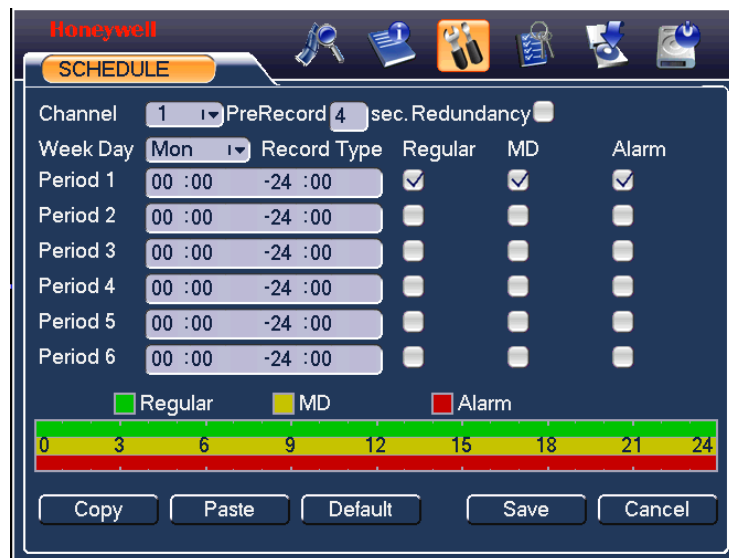 Honeywell
SCHEDULE
Channel 1 PreRecord 4 sec. Redundancy
Week Day Mon Record Type Regular MD Alarm
Period 1 00 :00 -24 :00
Period 2 00 :00 -24 :00
Period 3 00 :00 -24 :00
Period 4 00 :00 -24 :00
Period 5 00 :00 -24 :00
Period 6 00 :00 -24 :00
Regular MD Alarm
0 3 6 9 12 15 18 21 24
Copy Paste Default Save Cancel